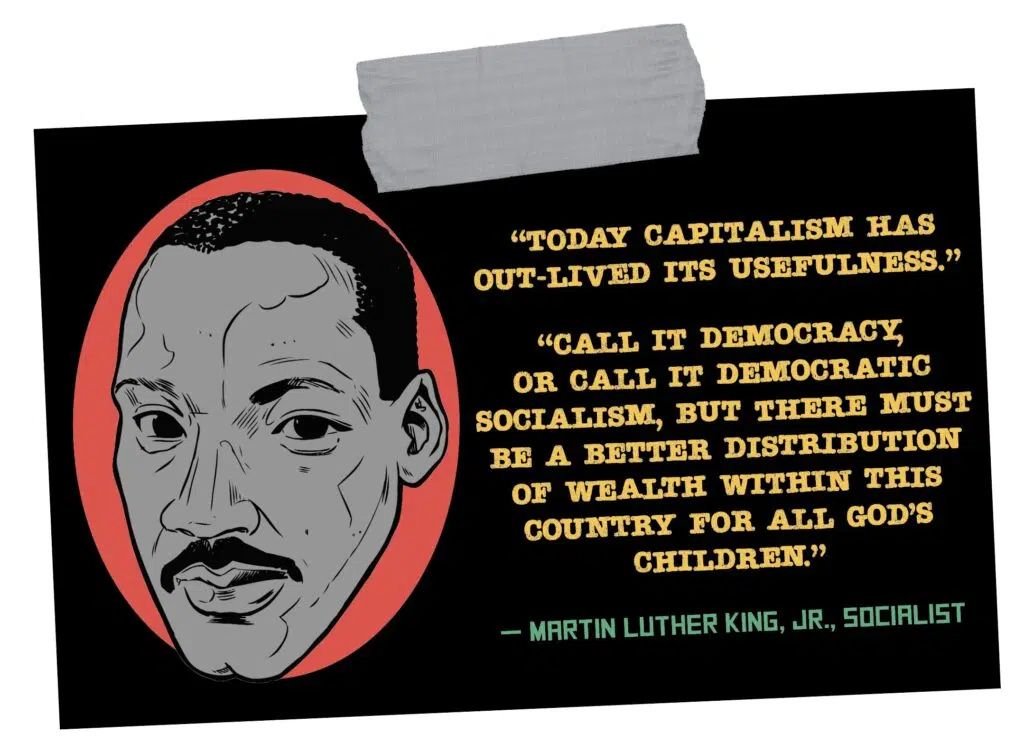 “TODAY CAPITALISM HAS
OUT-LIVED ITS USEFULNESS.”
“CALL IT DEMOCRACY,
OR CALL IT DEMOCRATIC
SOCIALISM, BUT THERE MUST
BE A BETTER DISTRIBUTION
OF WEALTH WITHIN THIS
COUNTRY FOR ALL GOD’S
CHILDREN.”
— MARTIN LUTHER KING, JR., SOCIALIST